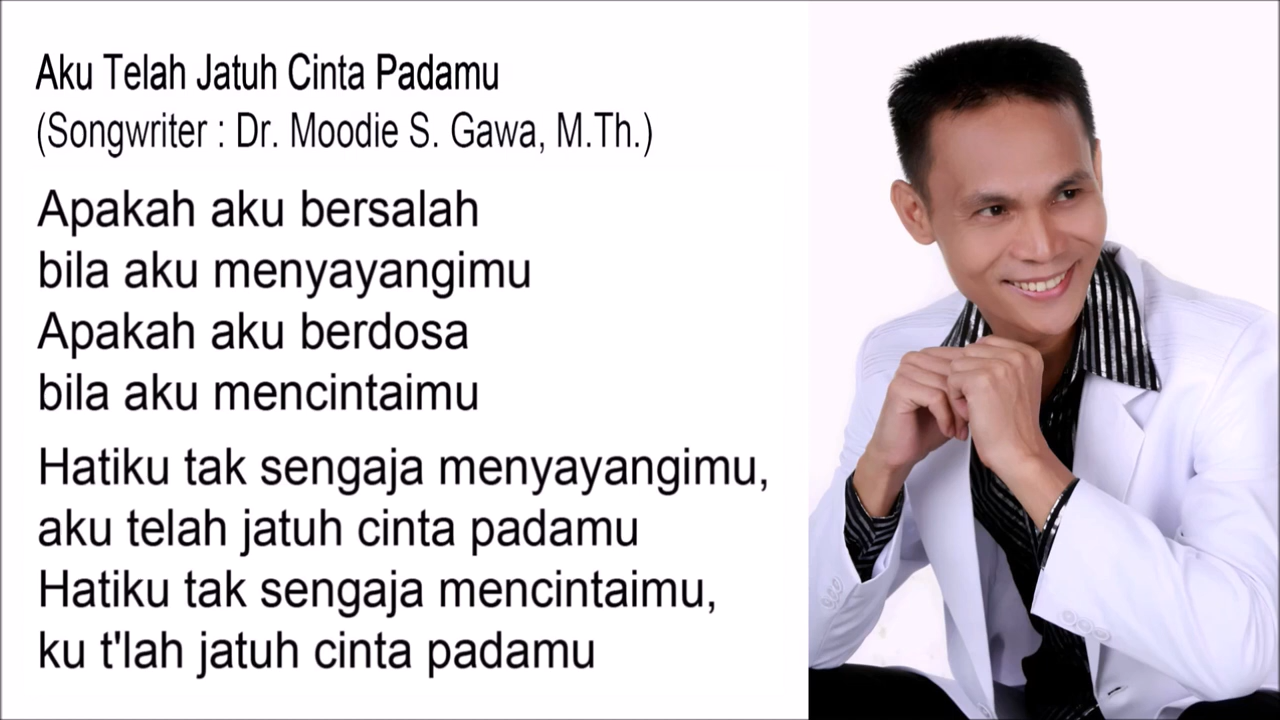 Aku Telah Jatuh Cinta Padamu
(Songwriter : Dr. Moodie S. Gawa, M.Th.)
Apakah aku bersalah
bila aku menyayangimu
Apakah aku berdosa
bila aku mencintaimu
Hatiku tak sengaja menyayangimu,
aku telah jatuh cinta padamu
Hatiku tak sengaja mencintaimu,
ku t'lah jatuh cinta padamu